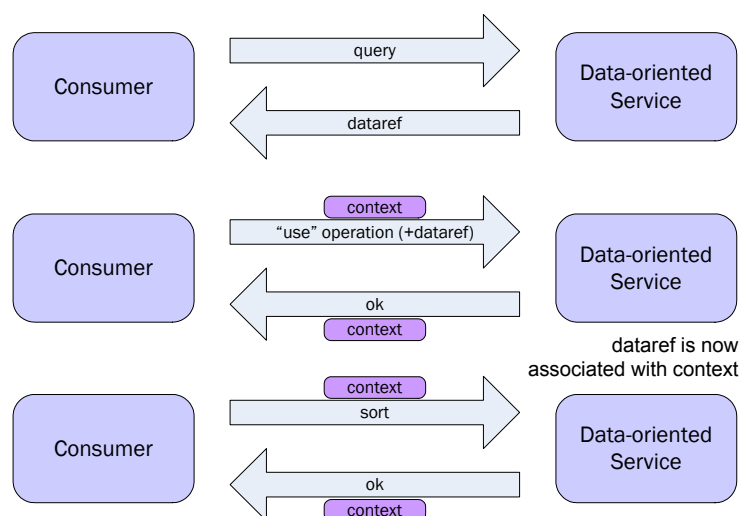 Consumer
query
dataref
Data-oriented
Service
Consumer
context
“use” operation (+dataref)
ok
context
Data-oriented
Service
dataref is now
associated with context
Consumer
context
sort
ok
context
Data-oriented
Service